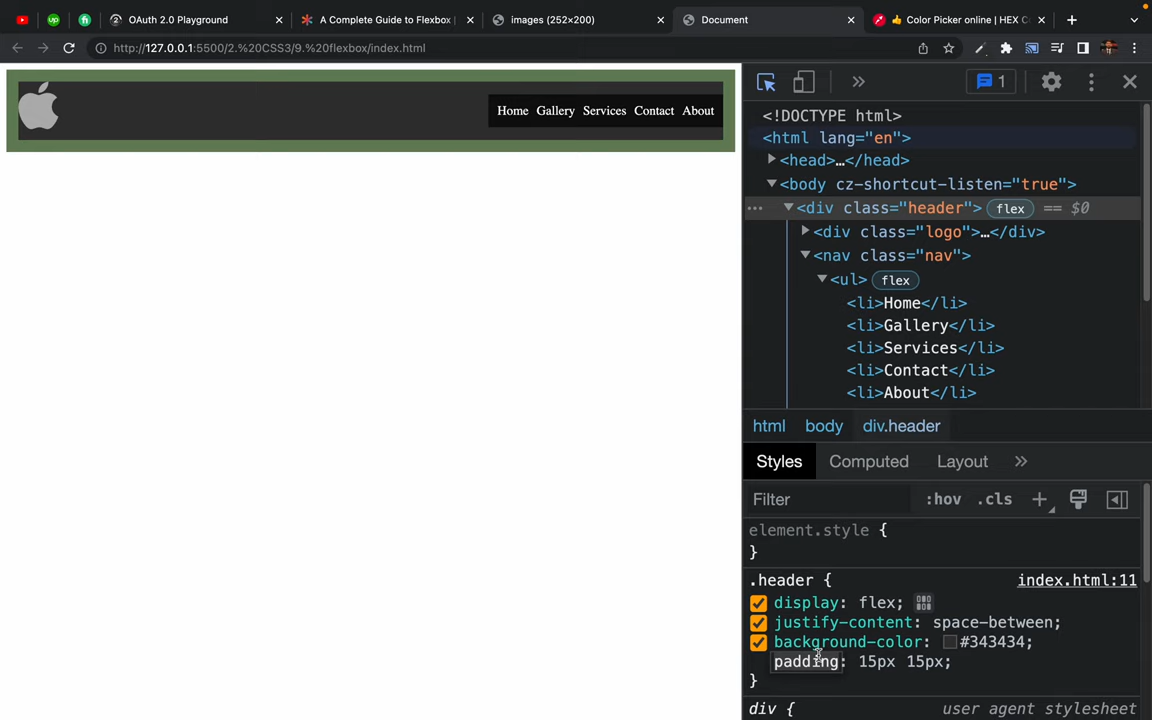 OAuth 2.0 Playground
A Complete Guide to Flexbox
images (252×200)
Document
👍 Color Picker online | HEX C
http://127.0.0.1:5500/2.%20CSS3/9.%20flexbox/index.html
Home Gallery Services Contact About
1
<!DOCTYPE html>
<html lang="en">
<head>…</head>
<body cz-shortcut-listen="true">
<div class="header"> flex == $0
<div class="logo">…</div>
<nav class="nav">
<ul> flex
<li>Home</li>
<li>Gallery</li>
<li>Services</li>
<li>Contact</li>
<li>About</li>
html body div.header
Styles Computed Layout
Filter :hov .cls
element.style {
}
.header { index.html:11
display: flex;
justify-content: space-between;
background-color: #343434;
padding: 15px 15px;
}
div { user agent stylesheet